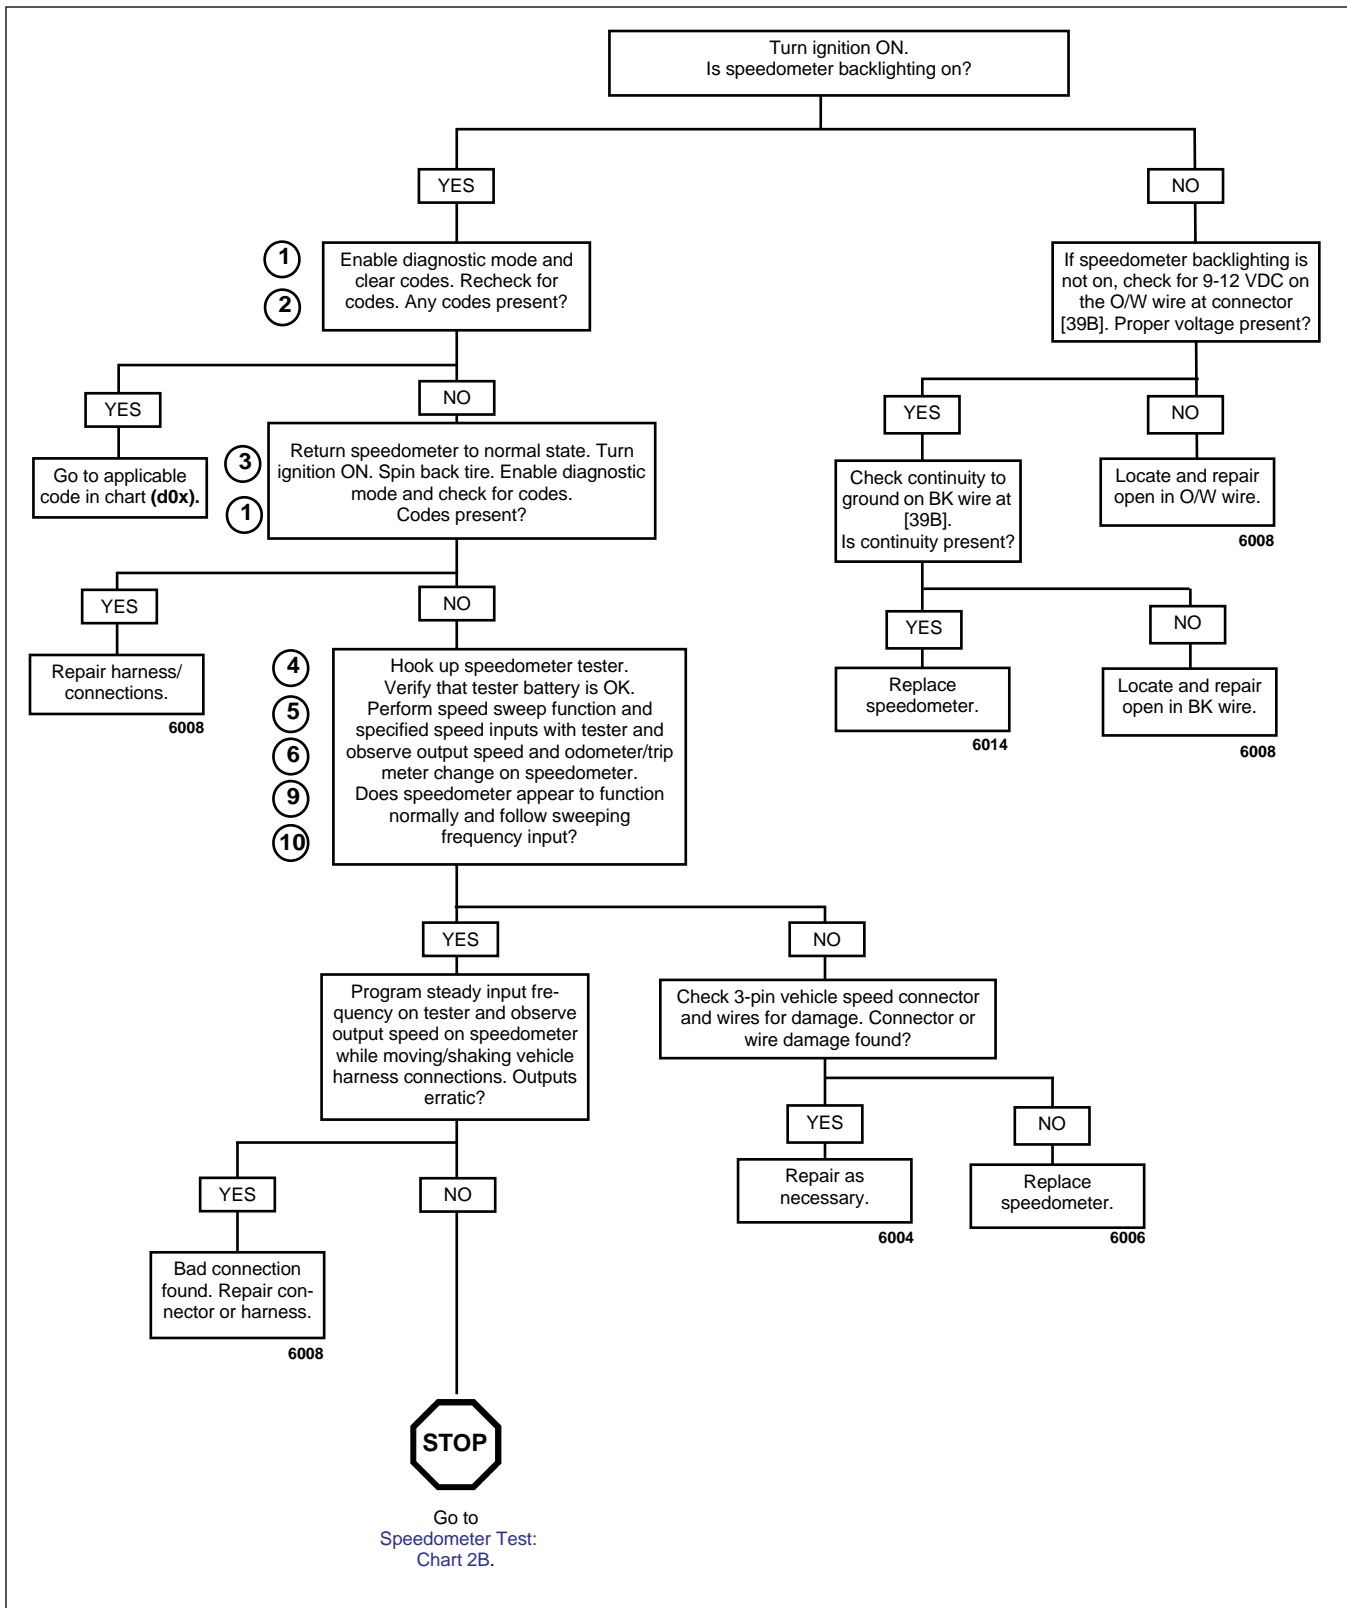 Turn ignition ON.
Is speedometer backlighting on?
YES
NO
1
2
Enable diagnostic mode and
clear codes. Recheck for
codes. Any codes present?
If speedometer backlighting is
not on, check for 9-12 VDC on
the O/W wire at connector
[39B]. Proper voltage present?
YES
NO
YES
NO
Go to applicable
code in chart (d0x).
3
1
Return speedometer to normal state. Turn
ignition ON. Spin back tire. Enable diagnostic
mode and check for codes.
Codes present?
Check continuity to
ground on BK wire at
[39B].
Is continuity present?
Locate and repair
open in O/W wire.
6008
YES
NO
YES
NO
Repair harness/
connections.
6008
4
5
6
9
10
Hook up speedometer tester.
Verify that tester battery is OK.
Perform speed sweep function and
specified speed inputs with tester and
observe output speed and odometer/trip
meter change on speedometer.
Does speedometer appear to function
normally and follow sweeping
frequency input?
Replace
speedometer.
6014
Locate and repair
open in BK wire.
6008
YES
NO
Program steady input fre-
quency on tester and observe
output speed on speedometer
while moving/shaking vehicle
harness connections. Outputs
erratic?
Check 3-pin vehicle speed connector
and wires for damage. Connector or
wire damage found?
YES
NO
YES
NO
Repair as
necessary.
6004
Replace
speedometer.
6006
Bad connection
found. Repair con-
nector or harness.
6008
STOP
Go to
Speedometer Test:
Chart 2B.